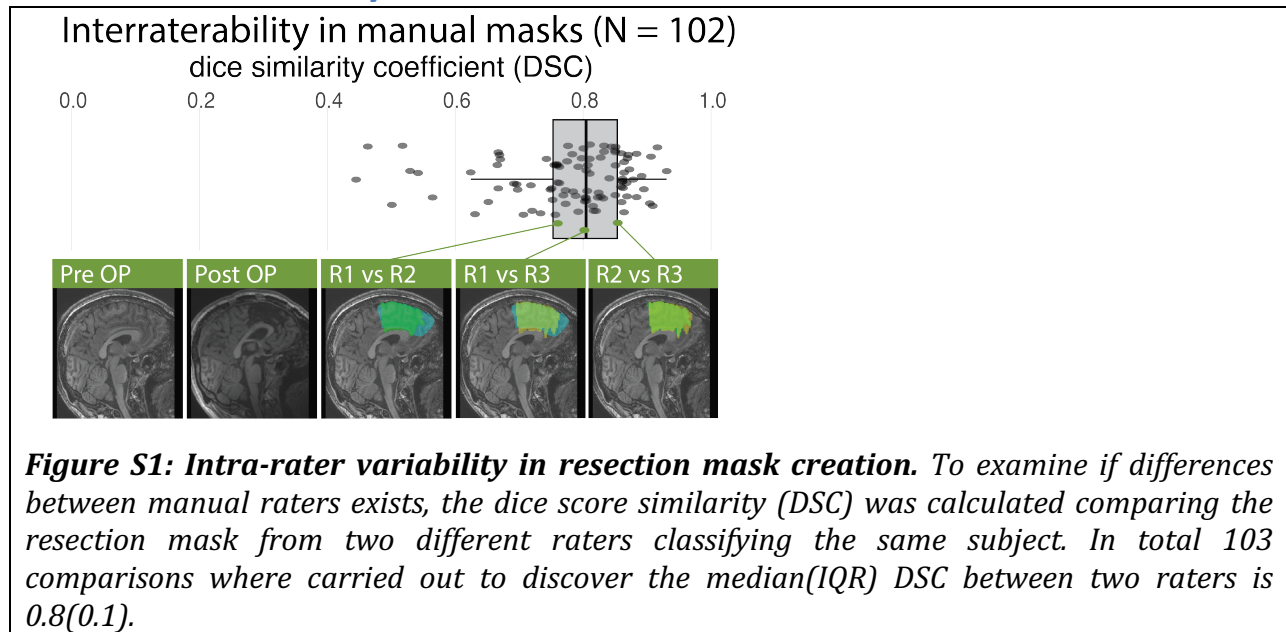 Interraterability in manual masks (N = 102)
dice similarity coefficient (DSC)
0.0 0.2 0.4 0.6 0.8 1.0
Pre OP Post OP R1 vs R2 R1 vs R3 R2 vs R3
Figure S1: Intra-rater variability in resection mask creation. To examine if differences
between manual raters exists, the dice score similarity (DSC) was calculated comparing the
resection mask from two different raters classifying the same subject. In total 103
comparisons where carried out to discover the median(IQR) DSC between two raters is
0.8(0.1).